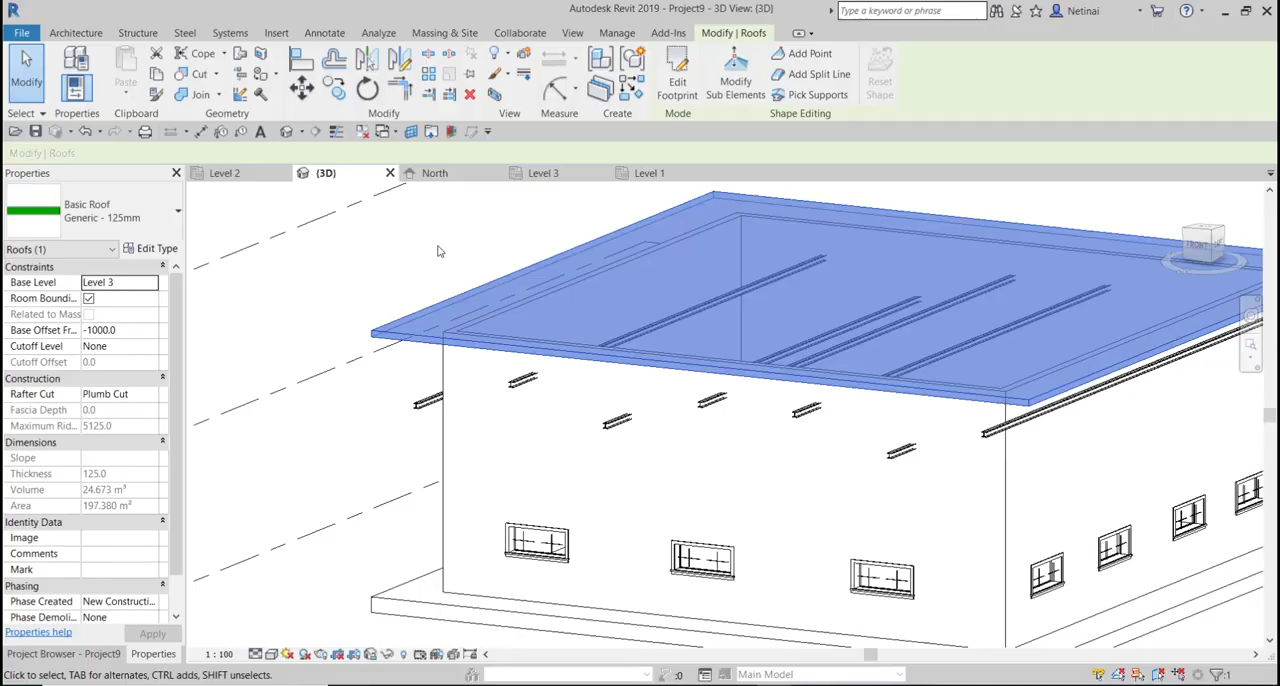 Autodesk Revit 2019 - Project9 - 3D View: {3D}
Type a keyword or phrase
Netinai
File Architecture Structure Steel Systems Insert Annotate Analyze Massing & Site Collaborate View Manage Add-Ins Modify | Roofs
Modify
Paste
Cope
Cut
Join
Edit
Footprint
Modify
Sub Elements
Add Point
Add Split Line
Pick Supports
Reset
Shape
Select Properties Clipboard Geometry Modify View Measure Create Mode Shape Editing
Modify | Roofs
Properties
Level 2
{3D}
North
Level 3
Level 1
Basic Roof
Generic - 125mm
Roofs (1)
Edit Type
Constraints
Base Level Level 3
Room Boundi...
Related to Mass
Base Offset Fr... -1000.0
Cutoff Level None
Cutoff Offset 0.0
Construction
Rafter Cut Plumb Cut
Fascia Depth 0.0
Maximum Rid... 5125.0
Dimensions
Slope
Thickness 125.0
Volume 24.673 m³
Area 197.380 m²
Identity Data
Image
Comments
Mark
Phasing
Phase Created New Constructi...
Phase Demoli... None
Properties help
Apply
Project Browser - Project9
Properties
1 : 100
Click to select, TAB for alternates, CTRL adds, SHIFT unselects.
:0
Main Model
:1
FRONT